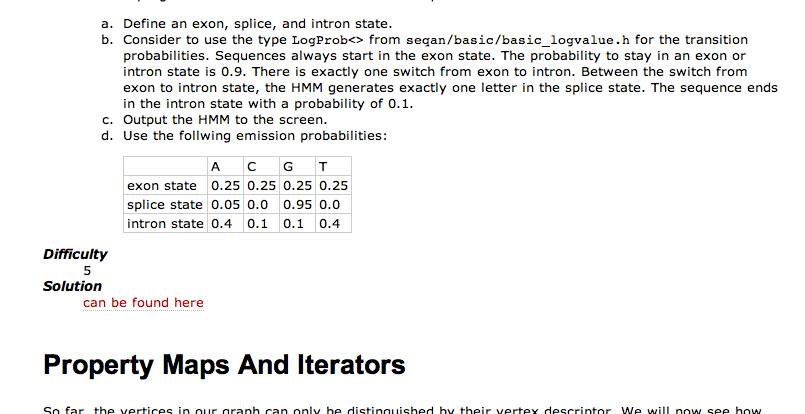 a. Define an exon, splice, and intron state.
b. Consider to use the type LogProb<> from seqan/basic/basic_logvalue.h for the transition
probabilities. Sequences always start in the exon state. The probability to stay in an exon or
intron state is 0.9. There is exactly one switch from exon to intron. Between the switch from
exon to intron state, the HMM generates exactly one letter in the splice state. The sequence ends
in the intron state with a probability of 0.1.
c. Output the HMM to the screen.
d. Use the follwing emission probabilities:
A C G T
exon state 0.25 0.25 0.25 0.25
splice state 0.05 0.0 0.95 0.0
intron state 0.4 0.1 0.1 0.4
Difficulty
5
Solution
can be found here
Property Maps And Iterators
So far, the vertices in our graph can only be distinguished by their vertex descriptor. We will now see how